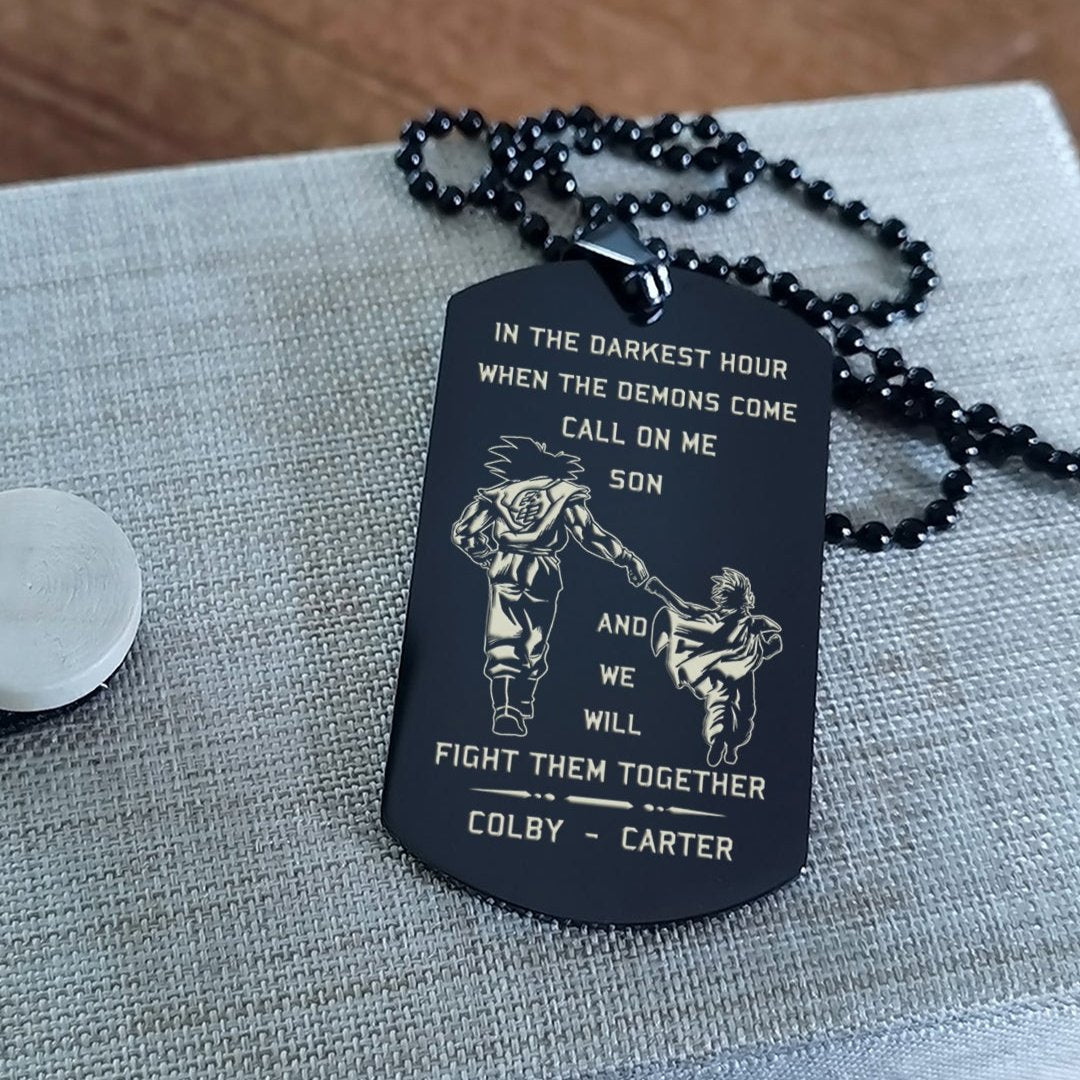 IN THE DARKEST HOUR
WHEN THE DEMONS COME
CALL ON ME
SON
AND
WE
WILL
FIGHT THEM TOGETHER
COLBY - CARTER